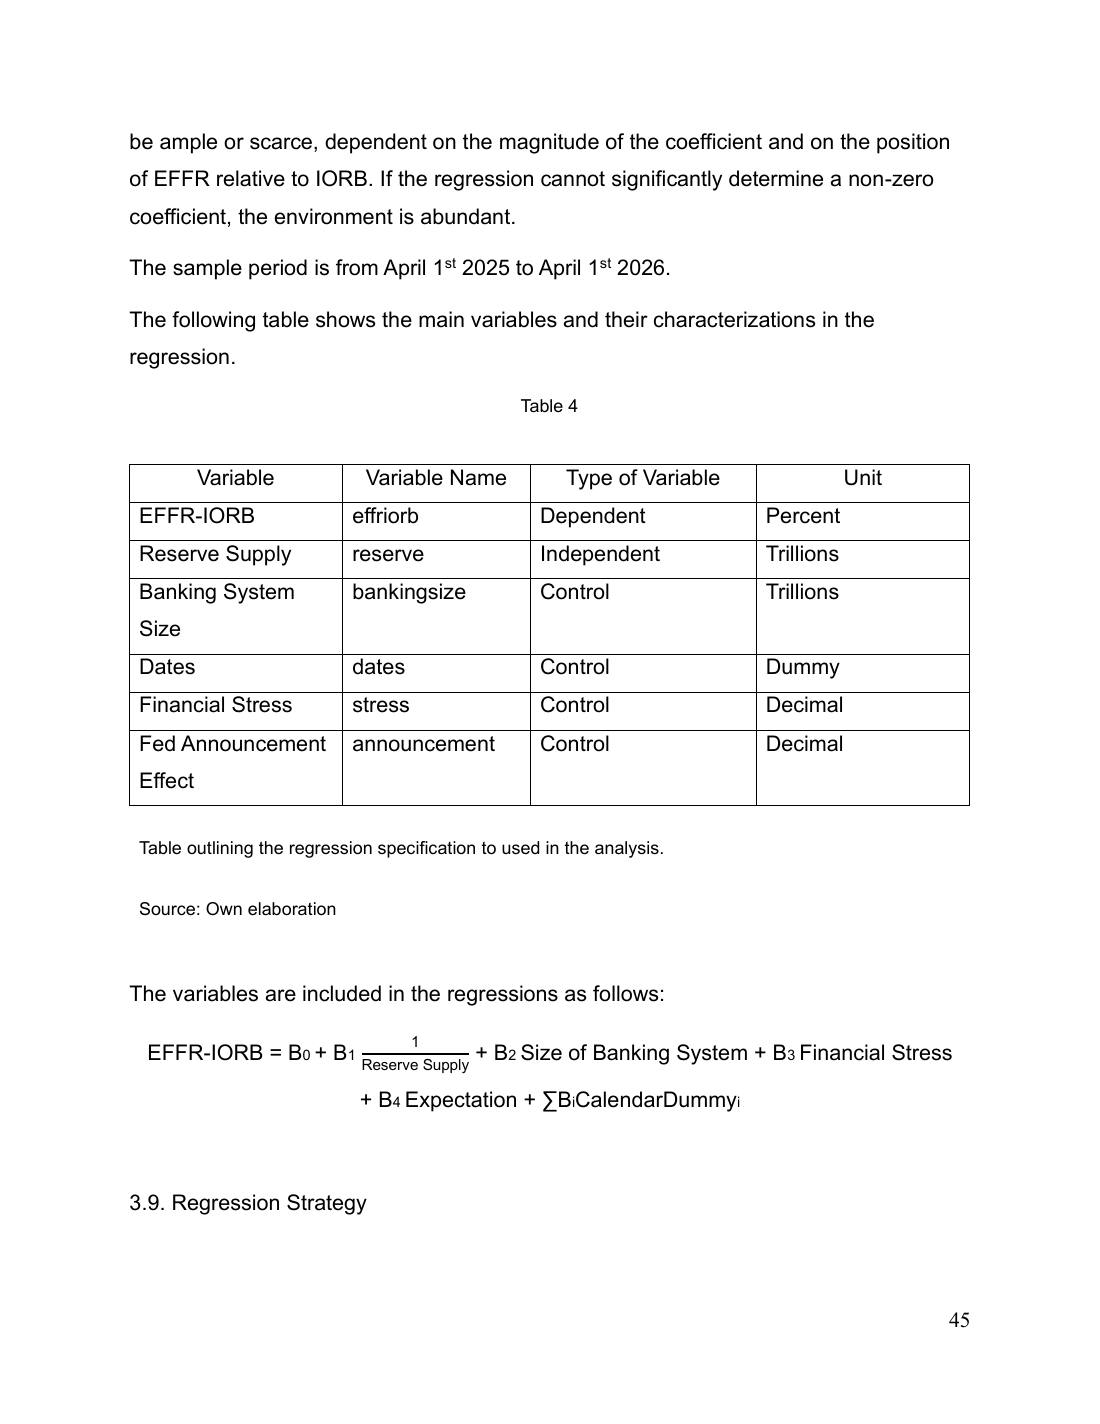 be ample or scarce, dependent on the magnitude of the coefficient and on the position
of EFFR relative to IORB. If the regression cannot significantly determine a non-zero
coefficient, the environment is abundant.
The sample period is from April 1st 2025 to April 1st 2026.
The following table shows the main variables and their characterizations in the
regression.
Table 4
Variable Variable Name Type of Variable Unit
EFFR-IORB effriorb Dependent Percent
Reserve Supply reserve Independent Trillions
Banking System bankingsize Control Trillions
Size
Dates dates Control Dummy
Financial Stress stress Control Decimal
Fed Announcement announcement Control Decimal
Effect
Table outlining the regression specification to used in the analysis.
Source: Own elaboration
The variables are included in the regressions as follows:
EFFR-IORB = B0 + B1 1/Reserve Supply + B2 Size of Banking System + B3 Financial Stress
+ B4 Expectation + ∑BiCalendarDummyi
3.9. Regression Strategy
45